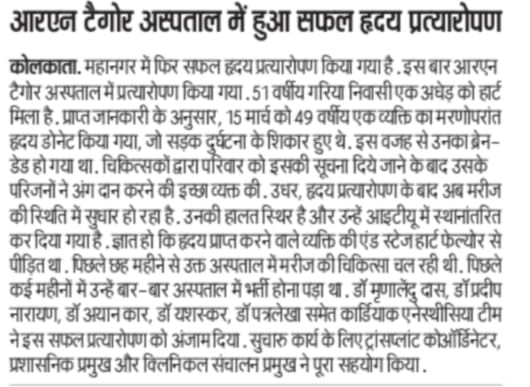 आरएन टैगोर अस्पताल में हुआ सफल हृदय प्रत्यारोपण
कोलकाता. महानगर में फिर सफल हृदय प्रत्यारोपण किया गया है. इस बार आरएन
टैगोर अस्पताल में प्रत्यारोपण किया गया. 51 वर्षीय गरिया निवासी एक अधेड़ को हार्ट
मिला है. प्राप्त जानकारी के अनुसार, 15 मार्च को 49 वर्षीय एक व्यक्ति का मरणोपरांत
हृदय डोनेट किया गया, जो सड़क दुर्घटना के शिकार हुए थे. इस वजह से उनका ब्रेन-
डेड हो गया था. चिकित्सकों द्वारा परिवार को इसकी सूचना दिये जाने के बाद उसके
परिजनों ने अंग दान करने की इच्छा व्यक्त की. उधर, हृदय प्रत्यारोपण के बाद अब मरीज
की स्थिति में सुधार हो रहा है. उनकी हालत स्थिर है और उन्हें आइटीयू में स्थानांतरित
कर दिया गया है. ज्ञात हो कि हृदय प्राप्त करने वाले व्यक्ति की एंड स्टेज हार्ट फेल्योर से
पीड़ित था. पिछले छह महीने से उक्त अस्पताल में मरीज की चिकित्सा चल रही थी. पिछले
कई महीनों में उन्हें बार-बार अस्पताल में भर्ती होना पड़ा था. डॉ मृणालेंदु दास, डॉ प्रदीप
नारायण, डॉ अयान कार, डॉ यशस्कर, डॉ पत्रलेखा समेत कार्डियाक एनेस्थीसिया टीम
ने इस सफल प्रत्यारोपण को अंजाम दिया. सुचारु कार्य के लिए ट्रांसप्लांट कोऑर्डिनेटर,
प्रशासनिक प्रमुख और क्लिनिकल संचालन प्रमुख ने पूरा सहयोग किया.